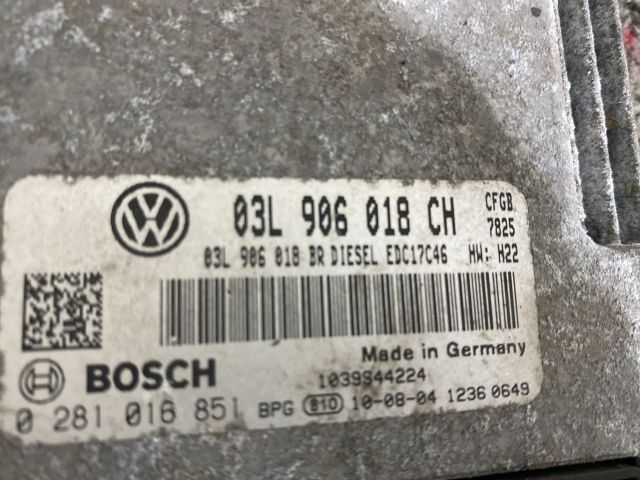 03L 906 018 CH CFGB
7825
03L 906 018 BR DIESEL EDC17C46 HW: H22
Made in Germany
BOSCH 1039S44224
0 281 016 851 BPG 810 10-08-04 1236 0649